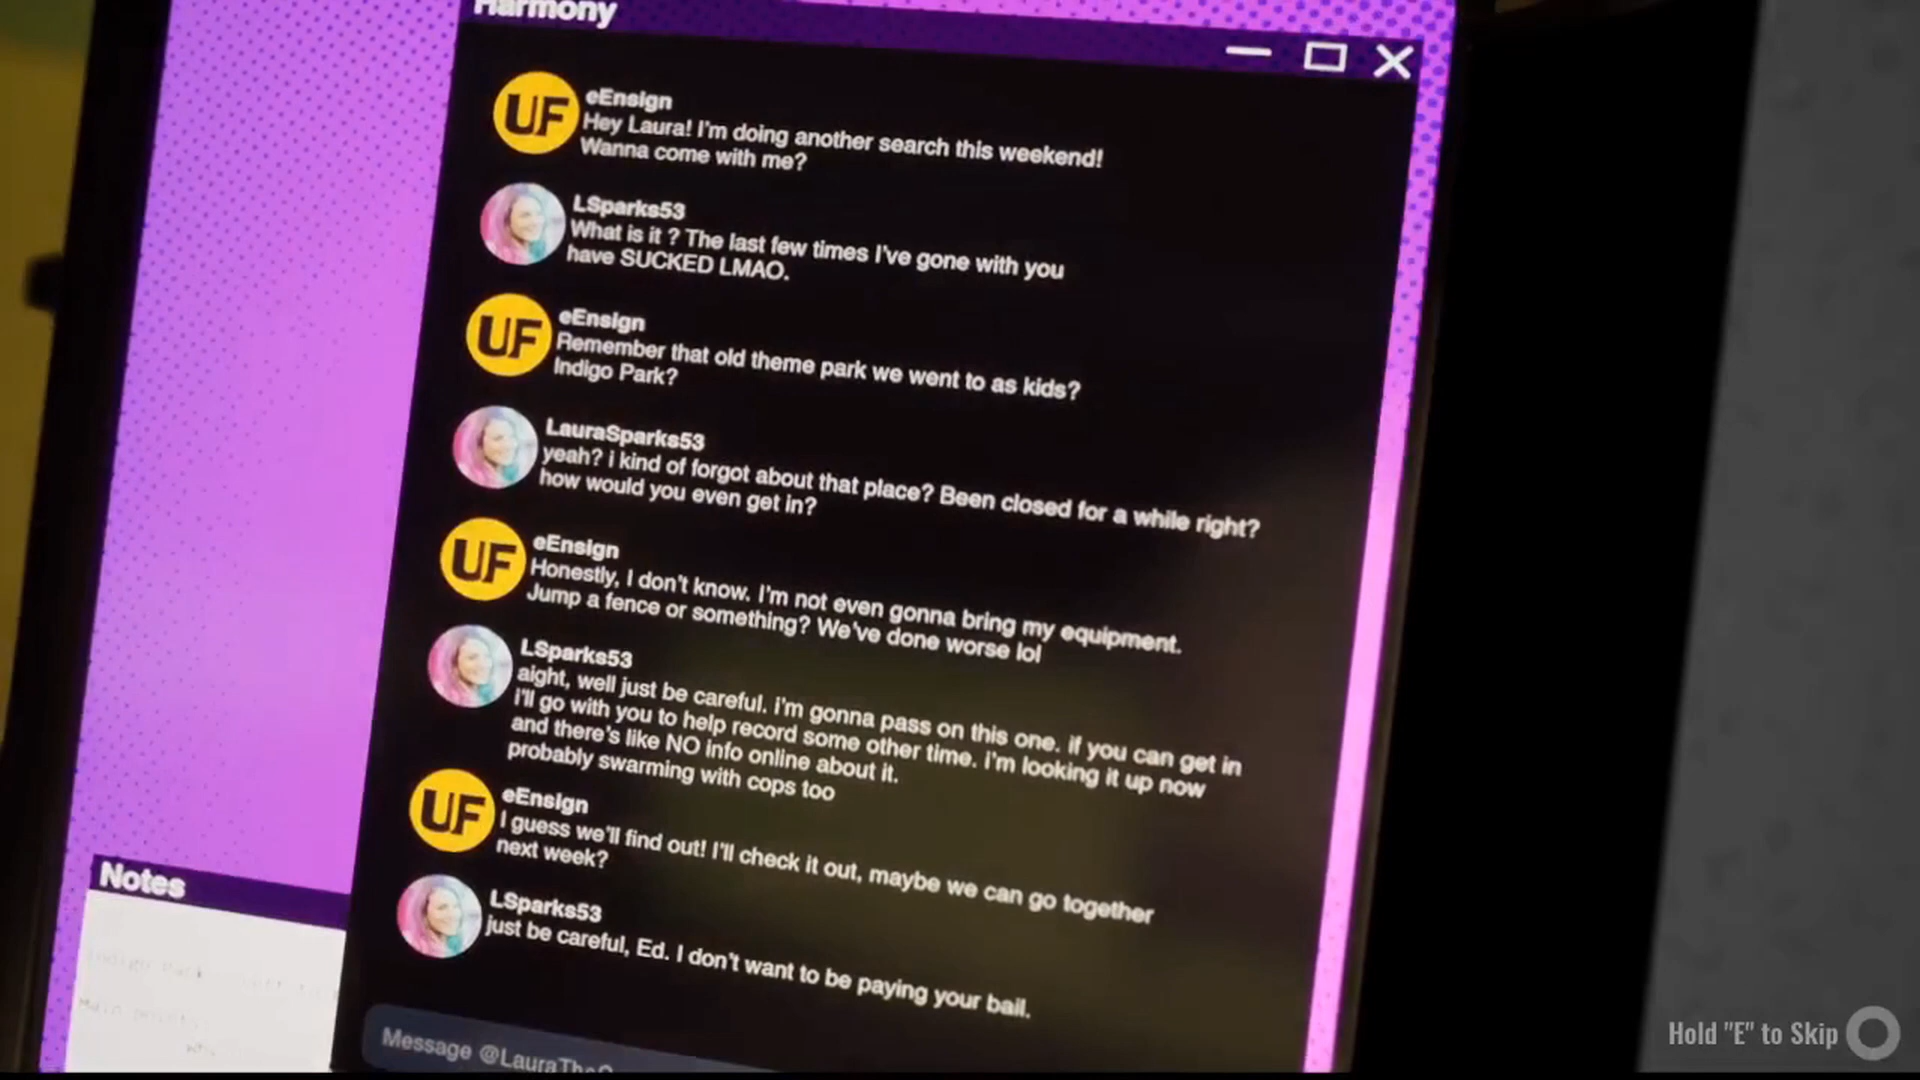 Harmony
UF
eEnsign
Hey Laura! I'm doing another search this weekend!
Wanna come with me?
LSparks53
What is it ? The last few times I've gone with you
have SUCKED LMAO.
UF
eEnsign
Remember that old theme park we went to as kids?
Indigo Park?
LauraSparks53
yeah? i kind of forgot about that place? Been closed for a while right?
how would you even get in?
UF
eEnsign
Honestly, I don't know. I'm not even gonna bring my equipment.
Jump a fence or something? We've done worse lol
LSparks53
aight, well just be careful. i'm gonna pass on this one. if you can get in
i'll go with you to help record some other time. i'm looking it up now
and there's like NO info online about it.
probably swarming with cops too
UF
eEnsign
I guess we'll find out! I'll check it out, maybe we can go together
next week?
LSparks53
just be careful, Ed. I don't want to be paying your bail.
Notes
Indigo Park
Main
Message
Hold "E" to Skip